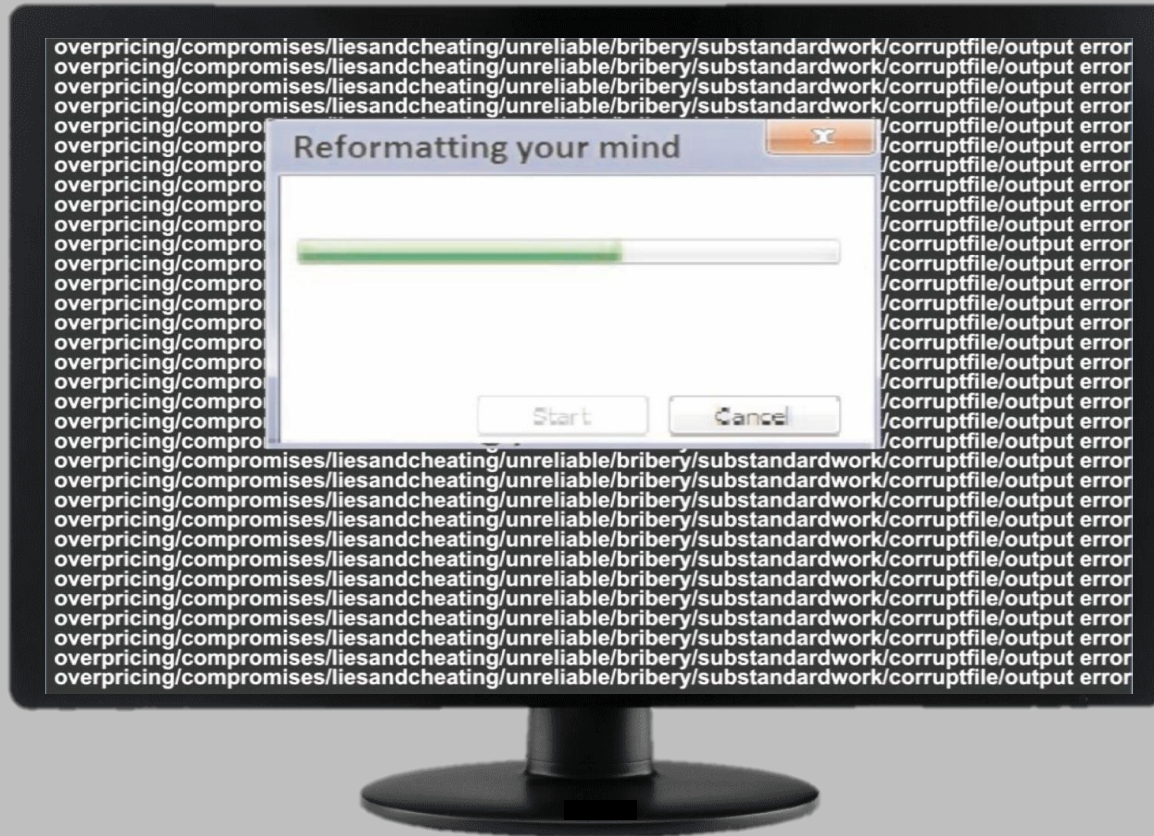 overpricing/compromises/liesandcheating/unreliable/bribery/substandardwork/corruptfile/output error
overpricing/compromises/liesandcheating/unreliable/bribery/substandardwork/corruptfile/output error
overpricing/compromises/liesandcheating/unreliable/bribery/substandardwork/corruptfile/output error
overpricing/compromises/liesandcheating/unreliable/bribery/substandardwork/corruptfile/output error
overpricing/compro /corruptfile/output error
overpricing/compro /corruptfile/output error
Reformatting your mind
overpricing/compro /corruptfile/output error
overpricing/compro /corruptfile/output error
overpricing/compro /corruptfile/output error
overpricing/compro /corruptfile/output error
overpricing/compro /corruptfile/output error
overpricing/compro /corruptfile/output error
overpricing/compro /corruptfile/output error
overpricing/compro /corruptfile/output error
overpricing/compro /corruptfile/output error
overpricing/compro /corruptfile/output error
overpricing/compro /corruptfile/output error
overpricing/compro /corruptfile/output error
overpricing/compro /corruptfile/output error
overpricing/compro /corruptfile/output error
Start Cancel
overpricing/compro /corruptfile/output error
overpricing/compromises/liesandcheating/unreliable/bribery/substandardwork/corruptfile/output error
overpricing/compromises/liesandcheating/unreliable/bribery/substandardwork/corruptfile/output error
overpricing/compromises/liesandcheating/unreliable/bribery/substandardwork/corruptfile/output error
overpricing/compromises/liesandcheating/unreliable/bribery/substandardwork/corruptfile/output error
overpricing/compromises/liesandcheating/unreliable/bribery/substandardwork/corruptfile/output error
overpricing/compromises/liesandcheating/unreliable/bribery/substandardwork/corruptfile/output error
overpricing/compromises/liesandcheating/unreliable/bribery/substandardwork/corruptfile/output error
overpricing/compromises/liesandcheating/unreliable/bribery/substandardwork/corruptfile/output error
overpricing/compromises/liesandcheating/unreliable/bribery/substandardwork/corruptfile/output error
overpricing/compromises/liesandcheating/unreliable/bribery/substandardwork/corruptfile/output error
overpricing/compromises/liesandcheating/unreliable/bribery/substandardwork/corruptfile/output error
overpricing/compromises/liesandcheating/unreliable/bribery/substandardwork/corruptfile/output error